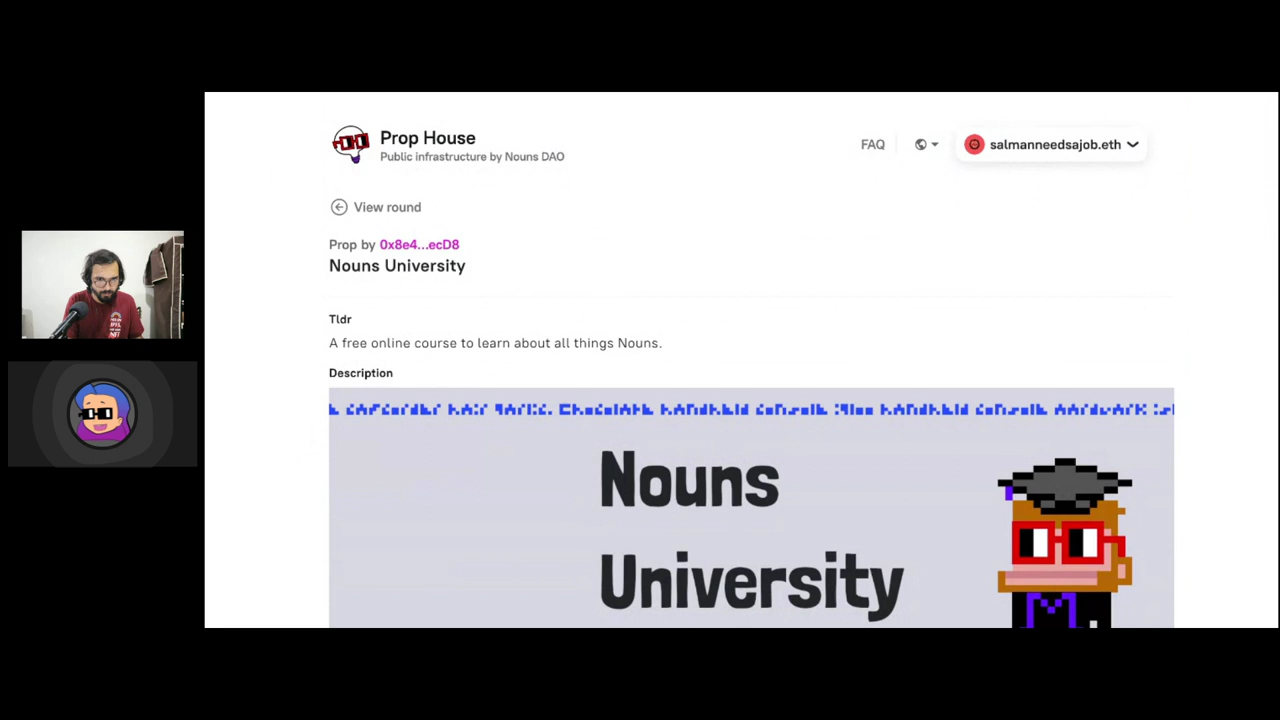 Prop House
Public infrastructure by Nouns DAO
FAQ
salmanneedsajob.eth
View round
Prop by 0x8e4...ecD8
Nouns University
Tldr
A free online course to learn about all things Nouns.
Description
Nouns
University